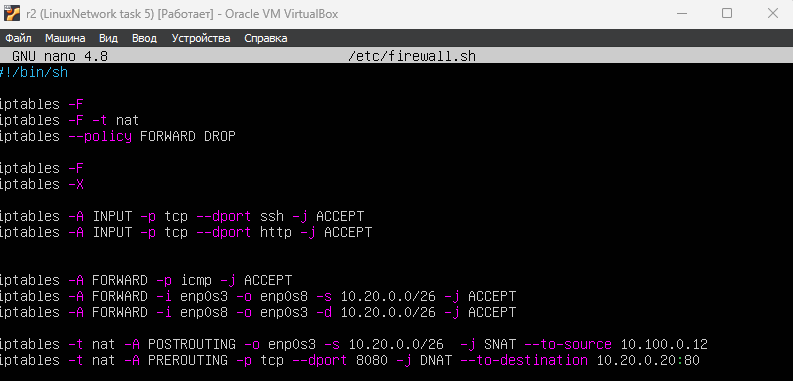 r2 (LinuxNetwork task 5) [Работает] - Oracle VM VirtualBox
Файл Машина Вид Ввод Устройства Справка
GNU nano 4.8 /etc/firewall.sh
#!/bin/sh
iptables -F
iptables -F -t nat
iptables --policy FORWARD DROP
iptables -F
iptables -X
iptables -A INPUT -p tcp --dport ssh -j ACCEPT
iptables -A INPUT -p tcp --dport http -j ACCEPT
iptables -A FORWARD -p icmp -j ACCEPT
iptables -A FORWARD -i enp0s3 -o enp0s8 -s 10.20.0.0/26 -j ACCEPT
iptables -A FORWARD -i enp0s8 -o enp0s3 -d 10.20.0.0/26 -j ACCEPT
iptables -t nat -A POSTROUTING -o enp0s3 -s 10.20.0.0/26  -j SNAT --to-source 10.100.0.12
iptables -t nat -A PREROUTING -p tcp --dport 8080 -j DNAT --to-destination 10.20.0.20:80